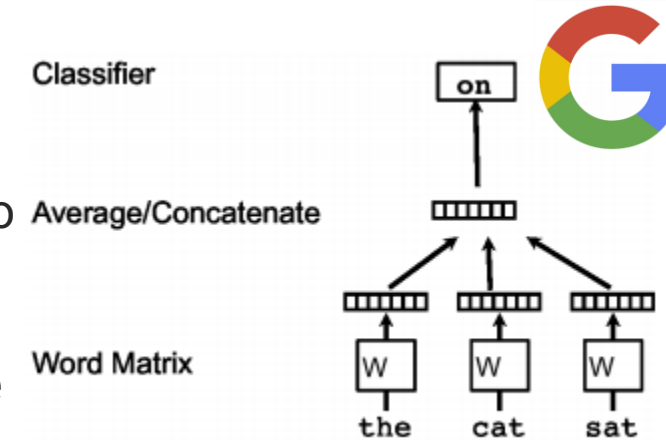 Classifier
on
Average/Concatenate
Word Matrix
W W W
the cat sat